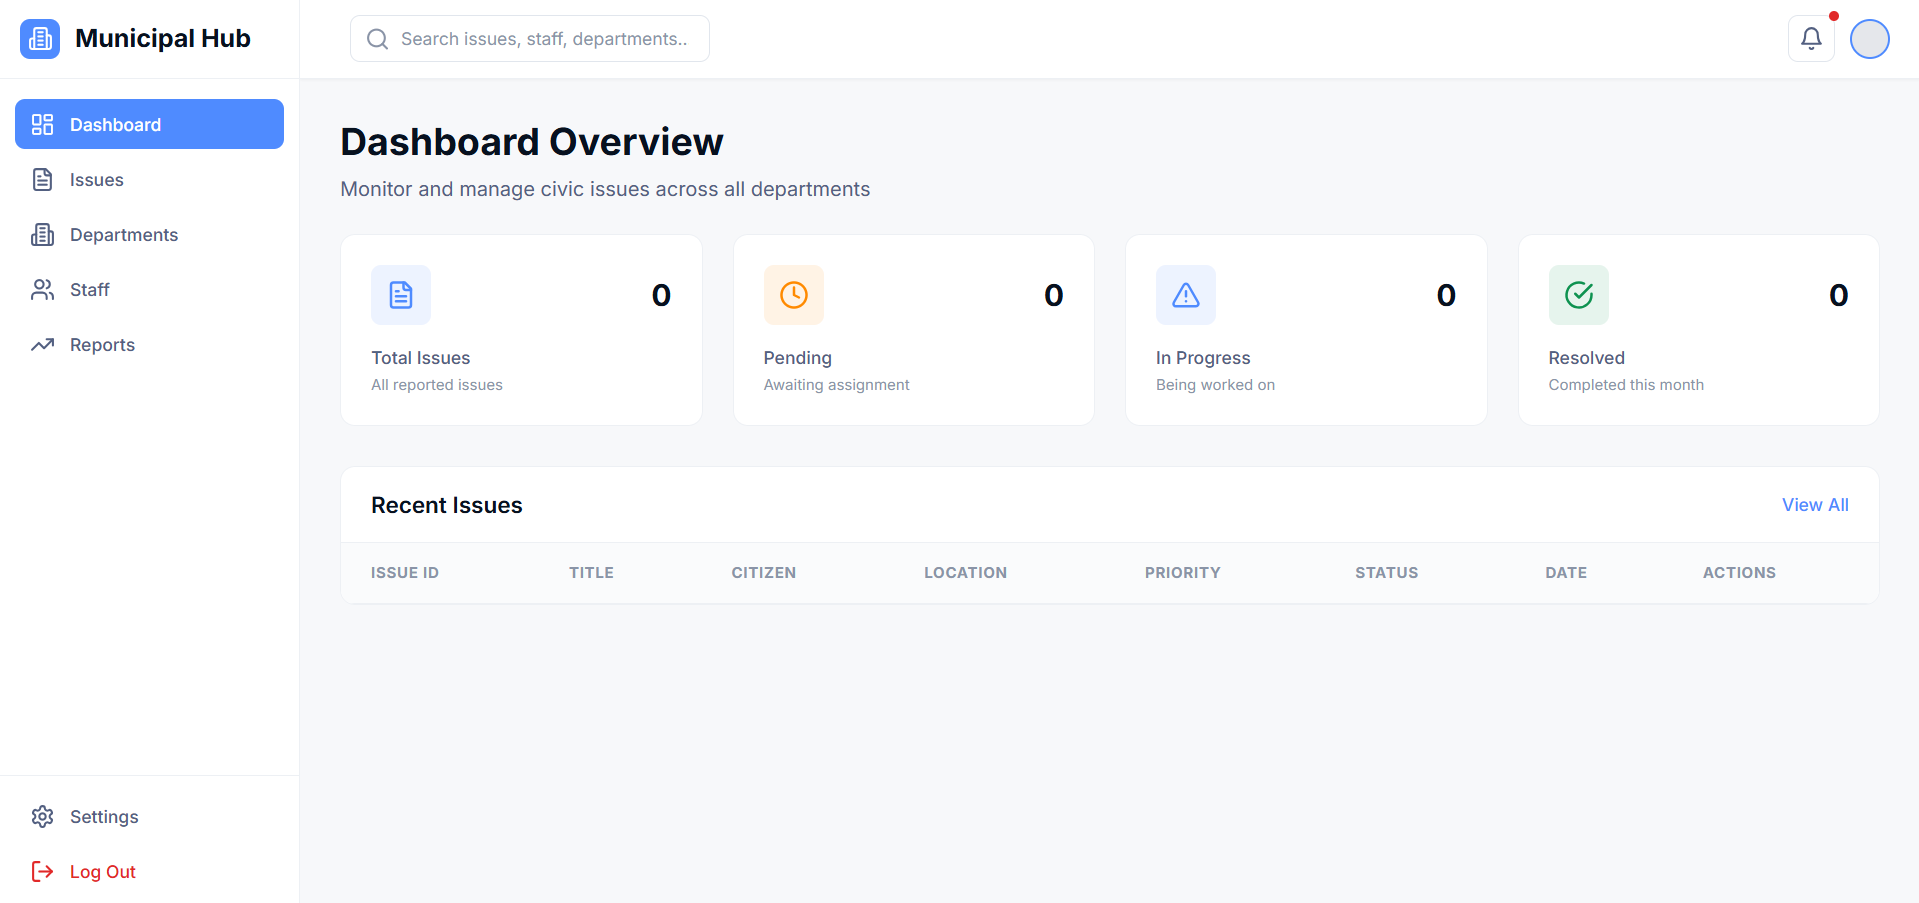 Municipal Hub
Search issues, staff, departments..
Dashboard
Issues
Departments
Staff
Reports
Settings
Log Out
Dashboard Overview
Monitor and manage civic issues across all departments
0
Total Issues
All reported issues
0
Pending
Awaiting assignment
0
In Progress
Being worked on
0
Resolved
Completed this month
Recent Issues
View All
ISSUE ID TITLE CITIZEN LOCATION PRIORITY STATUS DATE ACTIONS